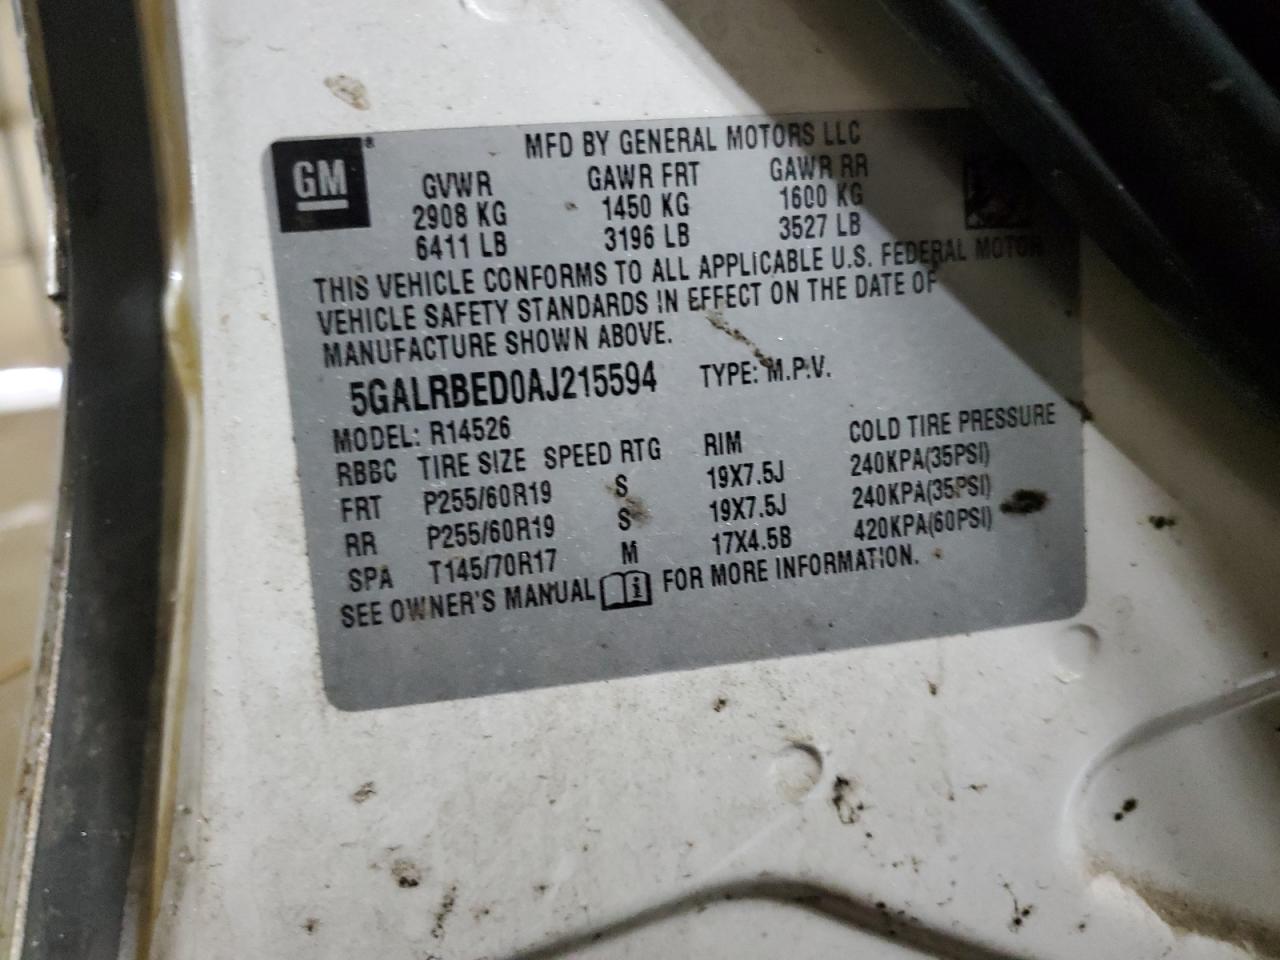 GM ®
MFD BY GENERAL MOTORS LLC
GVWR GAWR FRT GAWR RR
2908 KG 1450 KG 1600 KG
6411 LB 3196 LB 3527 LB
THIS VEHICLE CONFORMS TO ALL APPLICABLE U.S. FEDERAL MOTOR
VEHICLE SAFETY STANDARDS IN EFFECT ON THE DATE OF
MANUFACTURE SHOWN ABOVE.
5GALRBED0AJ215594 TYPE: M.P.V.
MODEL: R14526
RBBC TIRE SIZE SPEED RTG RIM COLD TIRE PRESSURE
FRT P255/60R19 S 19X7.5J 240KPA(35PSI)
RR P255/60R19 S 19X7.5J 240KPA(35PSI)
SPA T145/70R17 M 17X4.5B 420KPA(60PSI)
SEE OWNER'S MANUAL i FOR MORE INFORMATION.